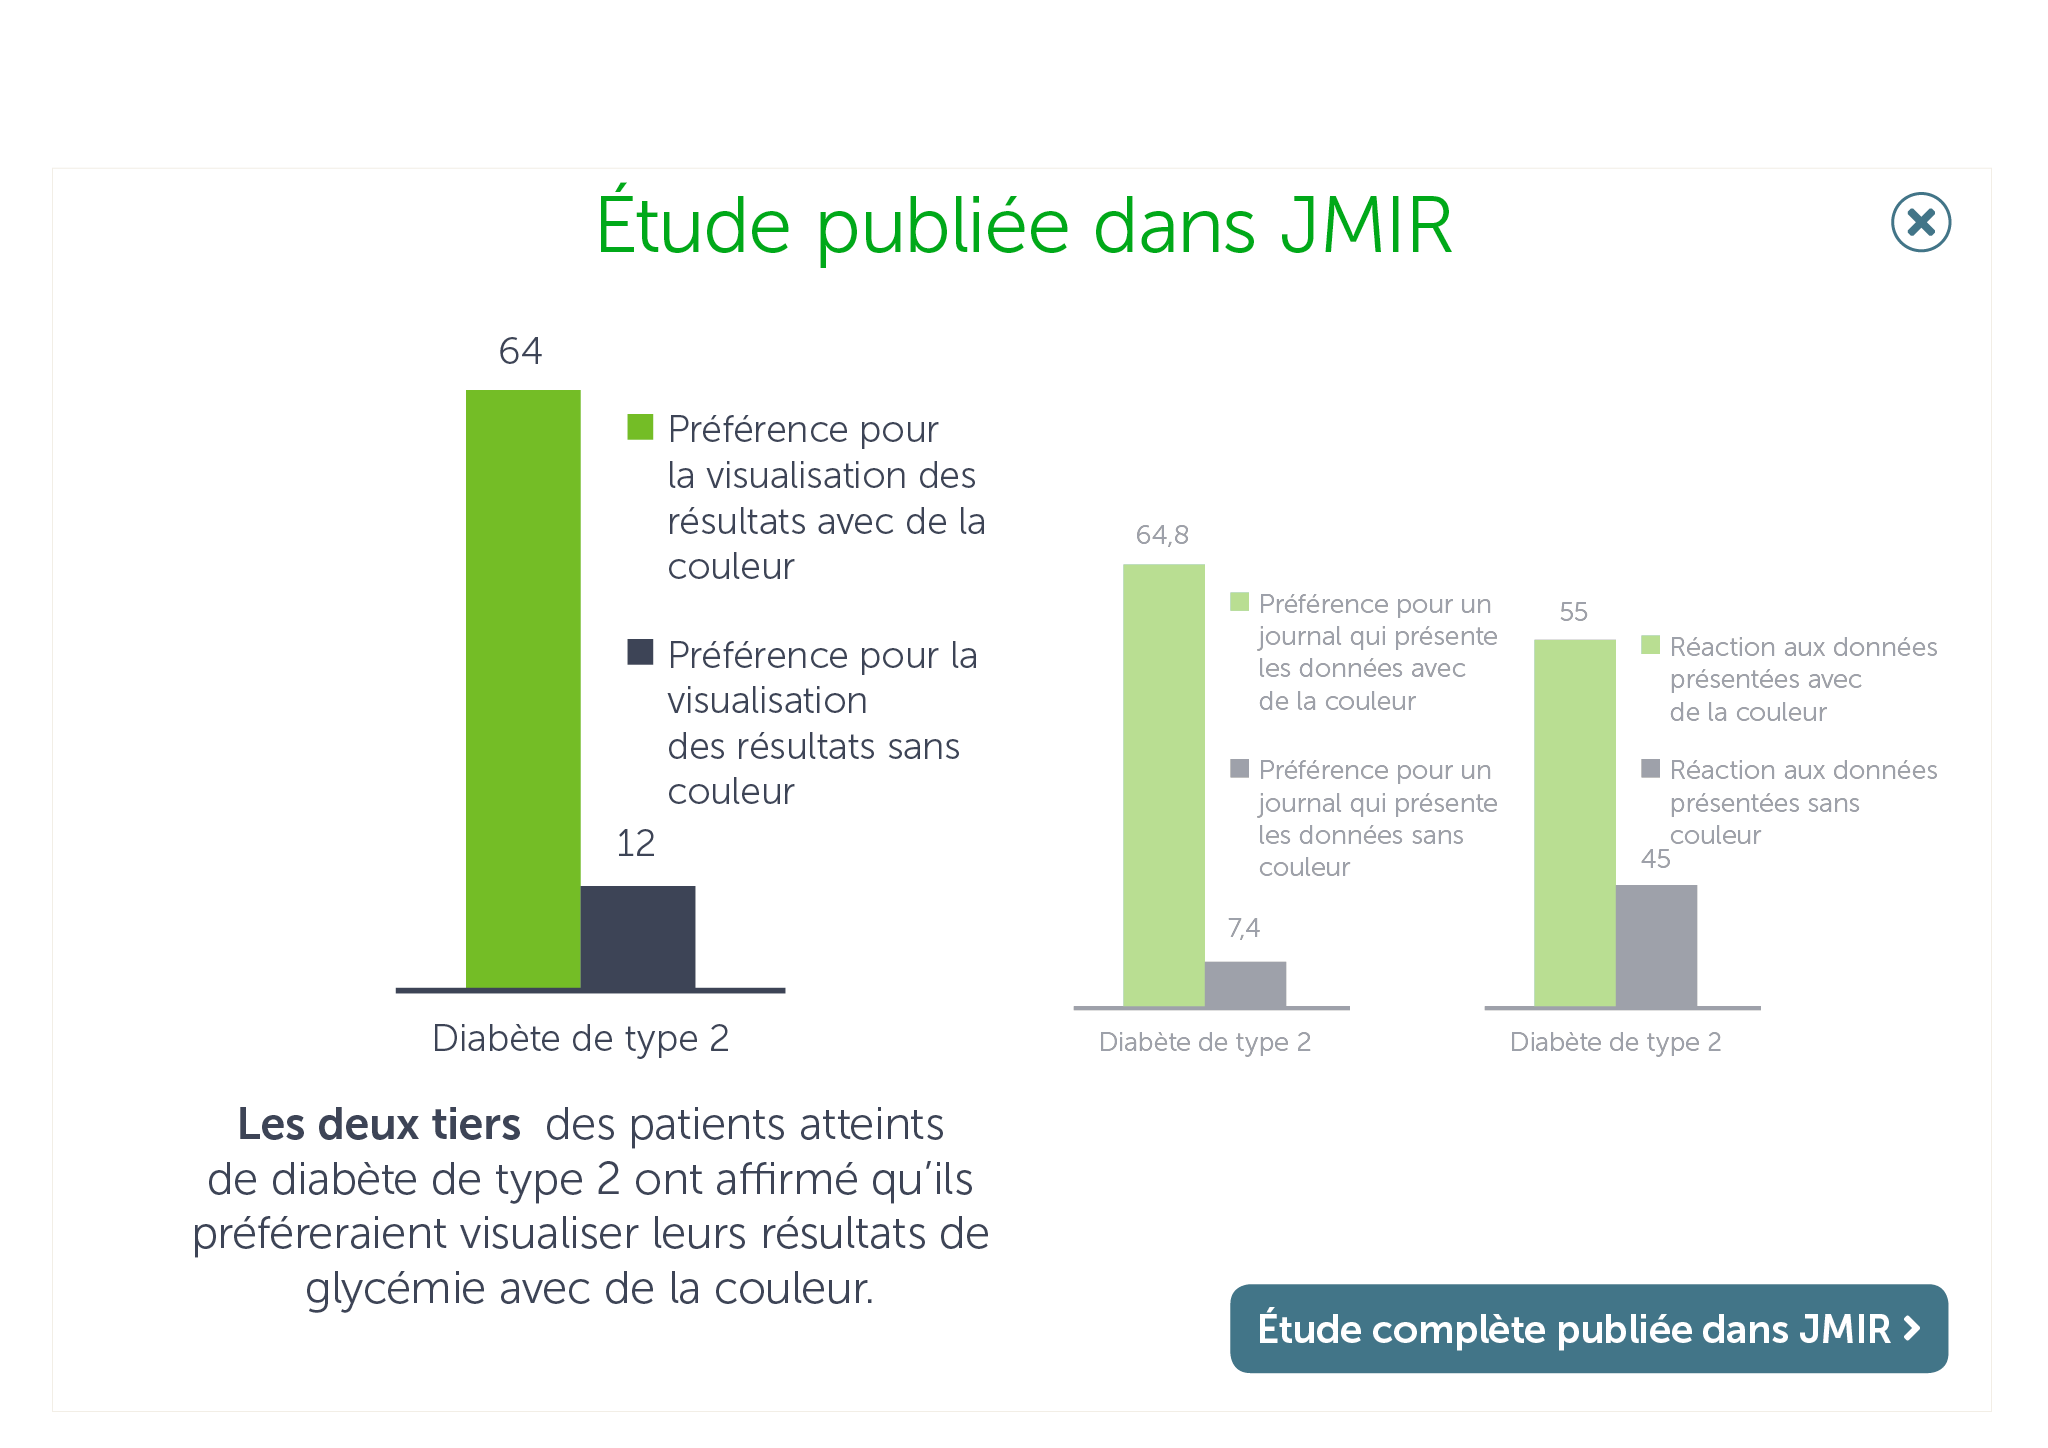 Étude publiée dans JMIR
64
Préférence pour
la visualisation des
résultats avec de la
couleur
Préférence pour la
visualisation
des résultats sans
couleur
12
Diabète de type 2
Les deux tiers des patients atteints
de diabète de type 2 ont affirmé qu’ils
préféreraient visualiser leurs résultats de
glycémie avec de la couleur.
64,8
Préférence pour un
journal qui présente
les données avec
de la couleur
Préférence pour un
journal qui présente
les données sans
couleur
7,4
Diabète de type 2
55
Réaction aux données
présentées avec
de la couleur
Réaction aux données
présentées sans
couleur
45
Diabète de type 2
Étude complète publiée dans JMIR